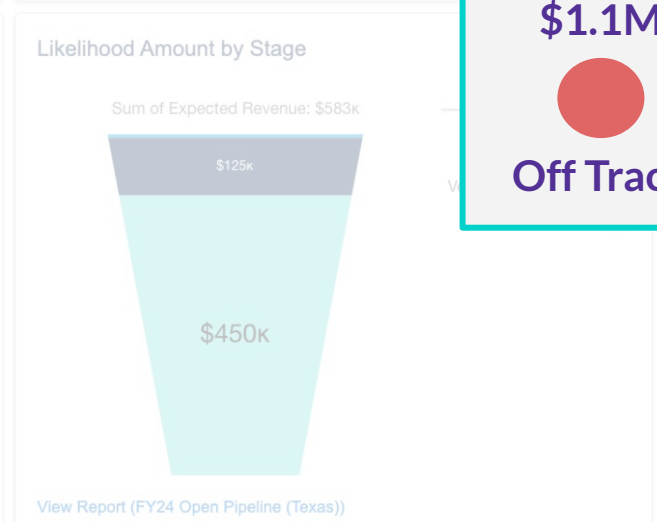 $1.1M
Likelihood Amount by Stage
Sum of Expected Revenue: $583K
$125K
Off
$450K
View Report (FY24 Open Pipeline (Texas))